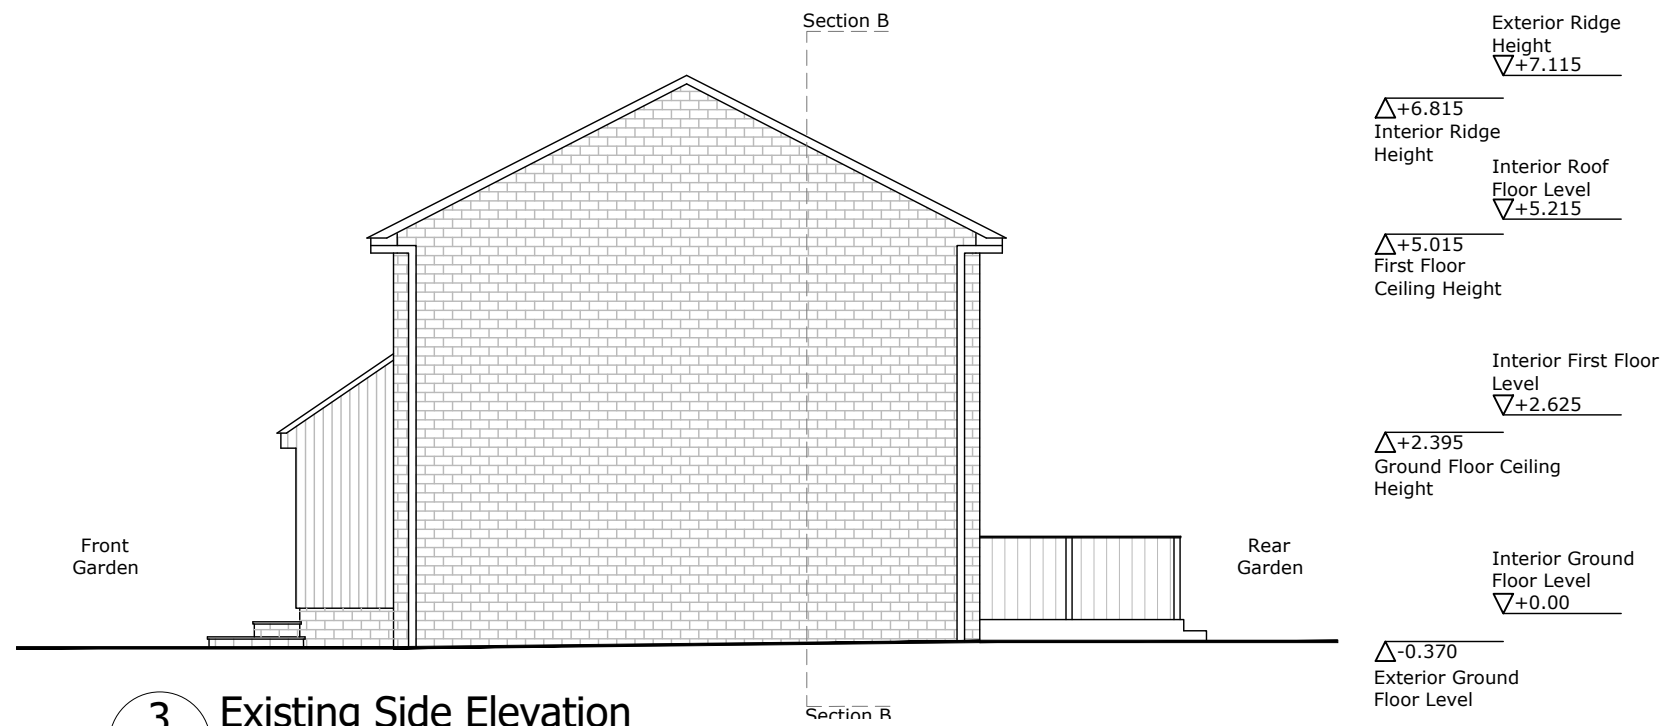 Section B
Exterior Ridge
Height
+7.115
+6.815
Interior Ridge
Height
Interior Roof
Floor Level
+5.215
+5.015
First Floor
Ceiling Height
Interior First Floor
Level
+2.625
+2.395
Ground Floor Ceiling
Height
Front
Garden
Rear
Garden
Interior Ground
Floor Level
+0.00
-0.370
Exterior Ground
Floor Level
3
Existing Side Elevation
Section B